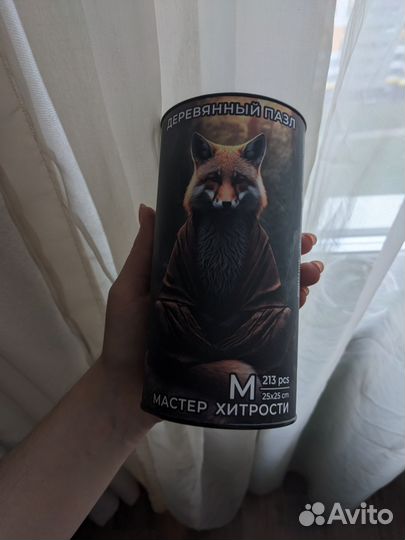 ДЕРЕВЯННЫЙ ПАЗЛ
M 213 pcs
25x25 cm
МАСТЕР ХИТРОСТИ
Avito